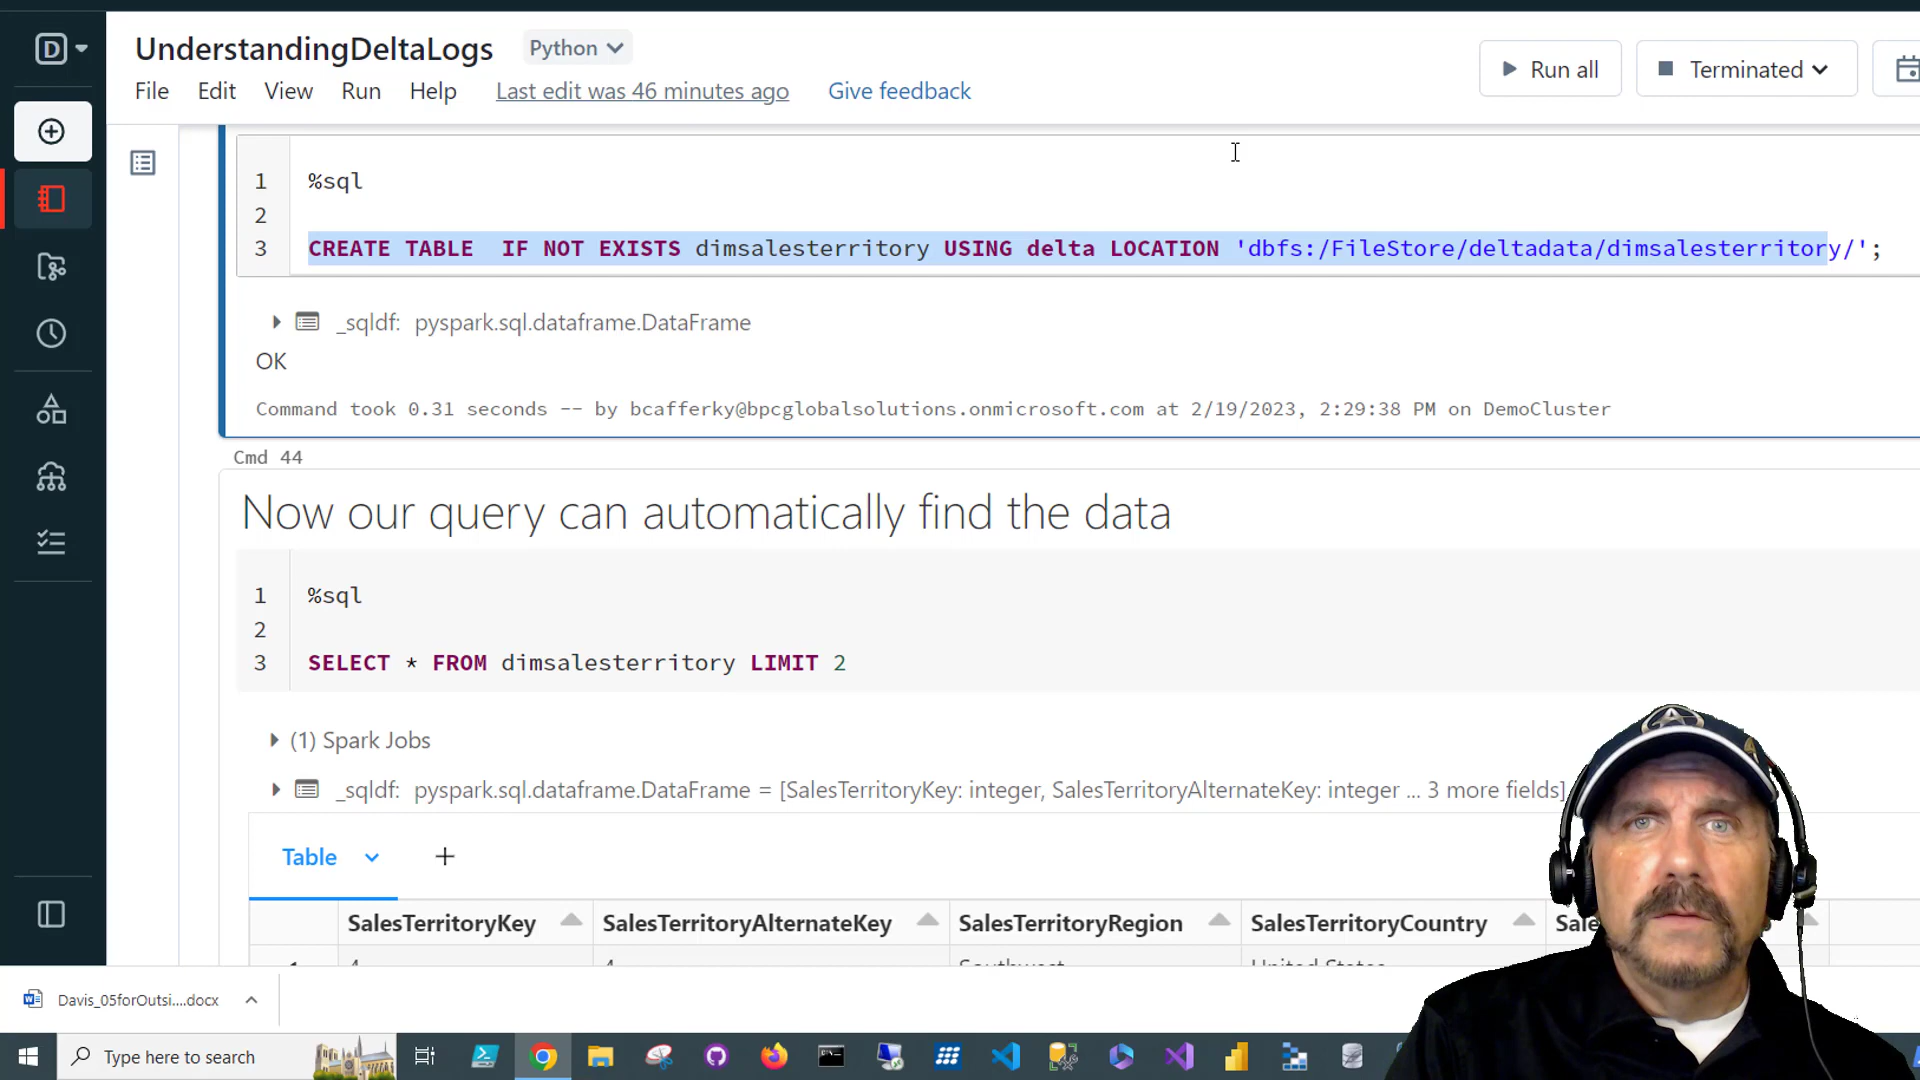 UnderstandingDeltaLogs Python
Run all Terminated
File Edit View Run Help Last edit was 46 minutes ago Give feedback
1 %sql
2
3 CREATE TABLE  IF NOT EXISTS dimsalesterritory USING delta LOCATION 'dbfs:/FileStore/deltadata/dimsalesterritory/';
_sqldf: pyspark.sql.dataframe.DataFrame
OK
Command took 0.31 seconds -- by bcafferky@bpcglobalsolutions.onmicrosoft.com at 2/19/2023, 2:29:38 PM on DemoCluster
Cmd 44
Now our query can automatically find the data
1 %sql
2
3 SELECT * FROM dimsalesterritory LIMIT 2
(1) Spark Jobs
_sqldf: pyspark.sql.dataframe.DataFrame = [SalesTerritoryKey: integer, SalesTerritoryAlternateKey: integer ... 3 more fields]
Table +
SalesTerritoryKey SalesTerritoryAlternateKey SalesTerritoryRegion SalesTerritoryCountry
4 4 Southwest United States
Davis_05forOutsi....docx
Type here to search